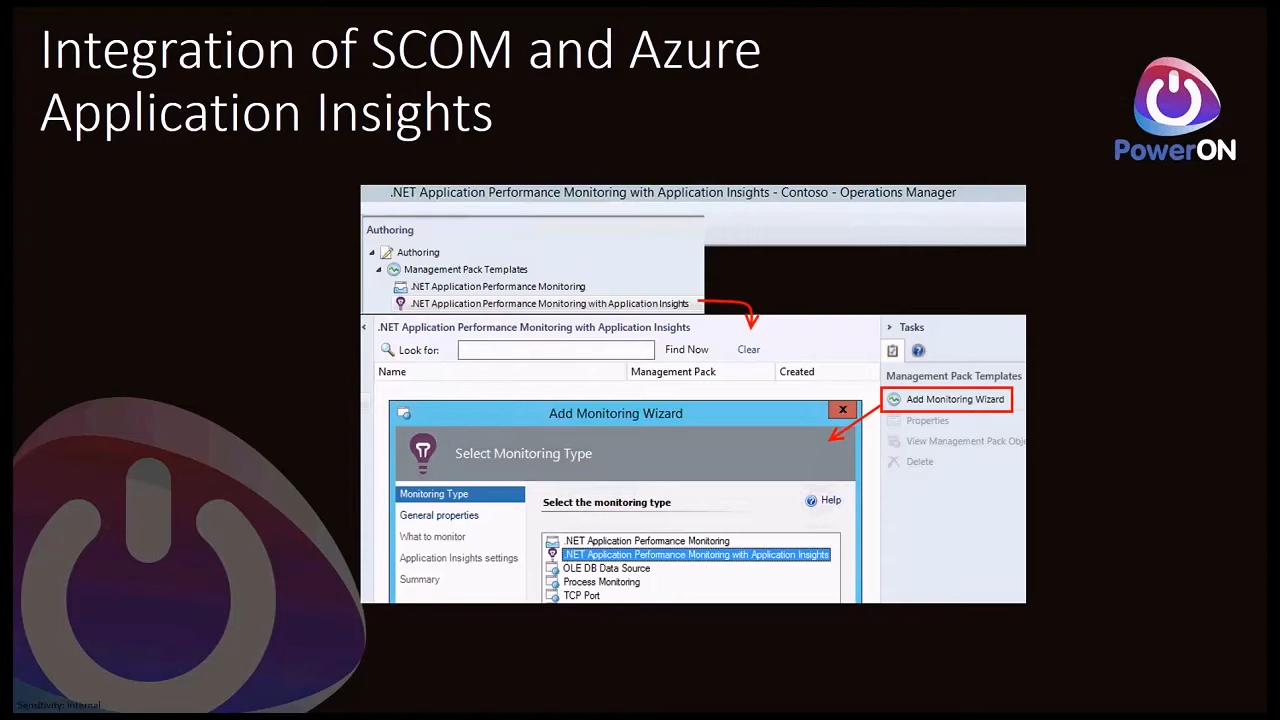 Integration of SCOM and Azure
Application Insights
PowerON
.NET Application Performance Monitoring with Application Insights - Contoso - Operations Manager
Authoring
Authoring
Management Pack Templates
.NET Application Performance Monitoring
.NET Application Performance Monitoring with Application Insights
.NET Application Performance Monitoring with Application Insights
Look for:
Find Now
Clear
Name
Management Pack
Created
Tasks
Management Pack Templates
Add Monitoring Wizard
Properties
View Management Pack Obje
Delete
Add Monitoring Wizard
Select Monitoring Type
Monitoring Type
General properties
What to monitor
Application Insights settings
Summary
Select the monitoring type
Help
.NET Application Performance Monitoring
.NET Application Performance Monitoring with Application Insights
OLE DB Data Source
Process Monitoring
TCP Port
Sensitivity: Internal